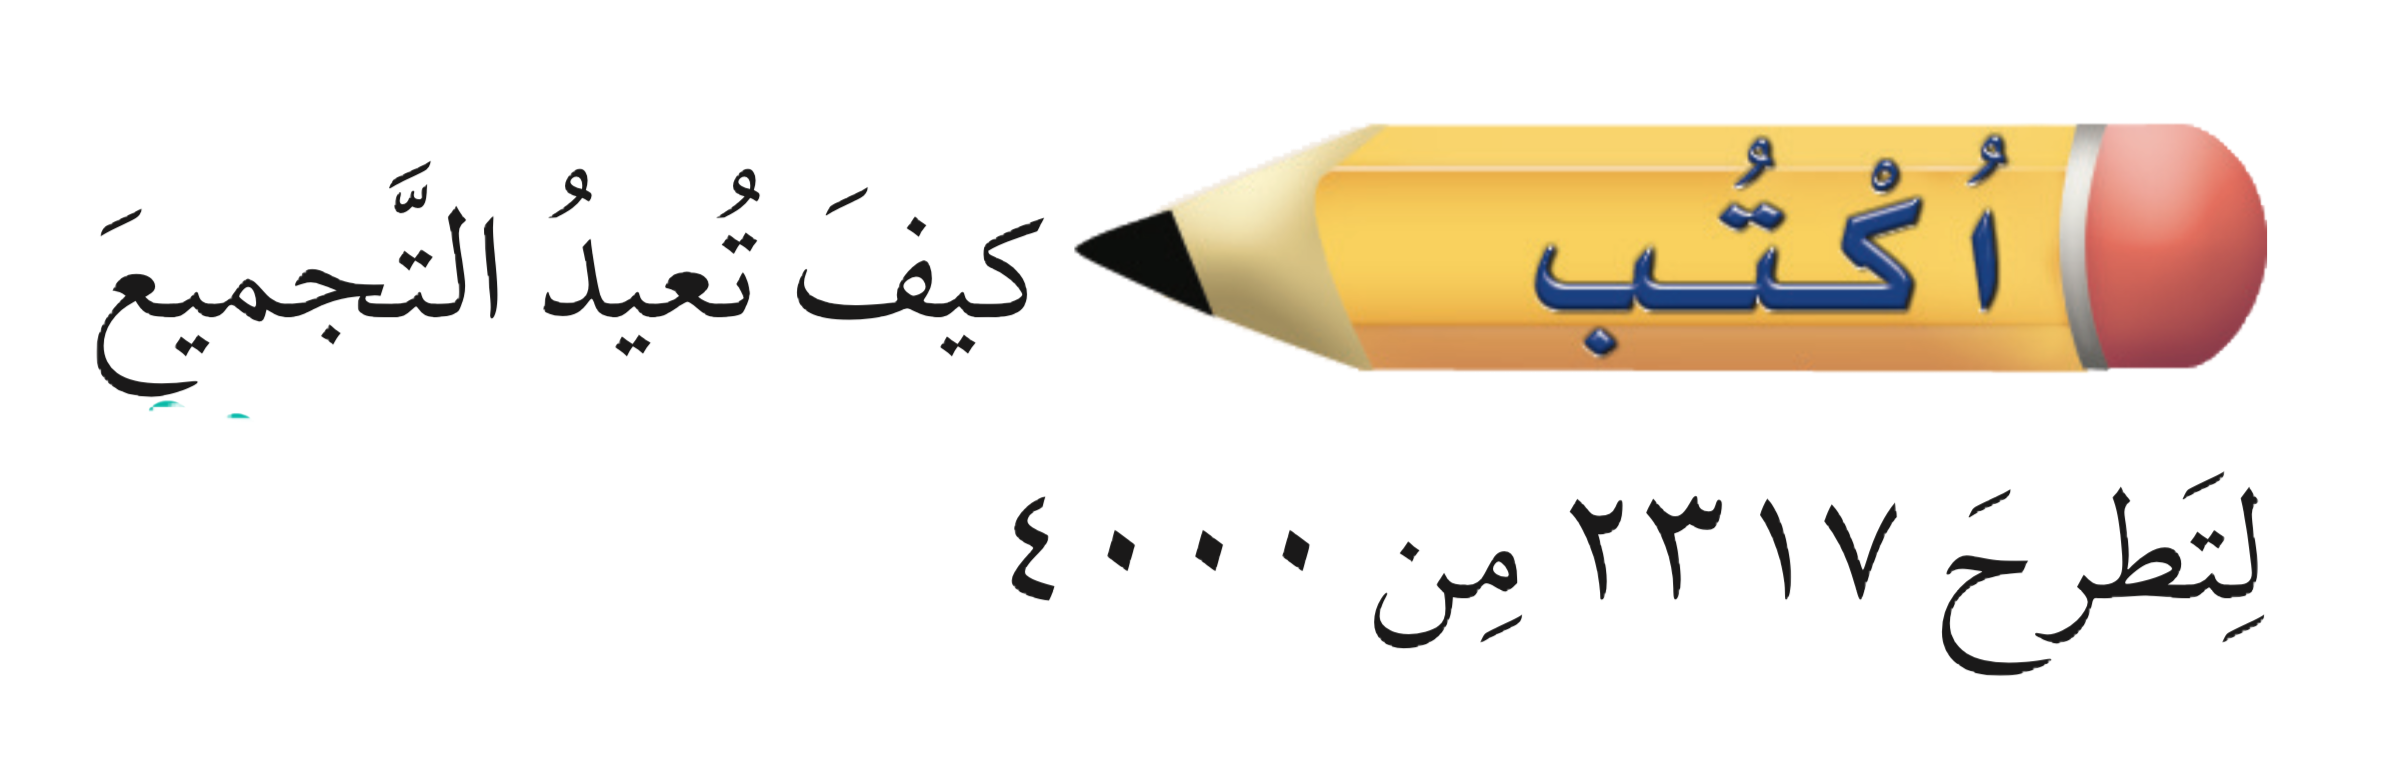 اُكْتُب كيفَ تُعيدُ التَّجميعَ
لِتَطرحَ ٢٣١٧ مِن ٤٠٠٠